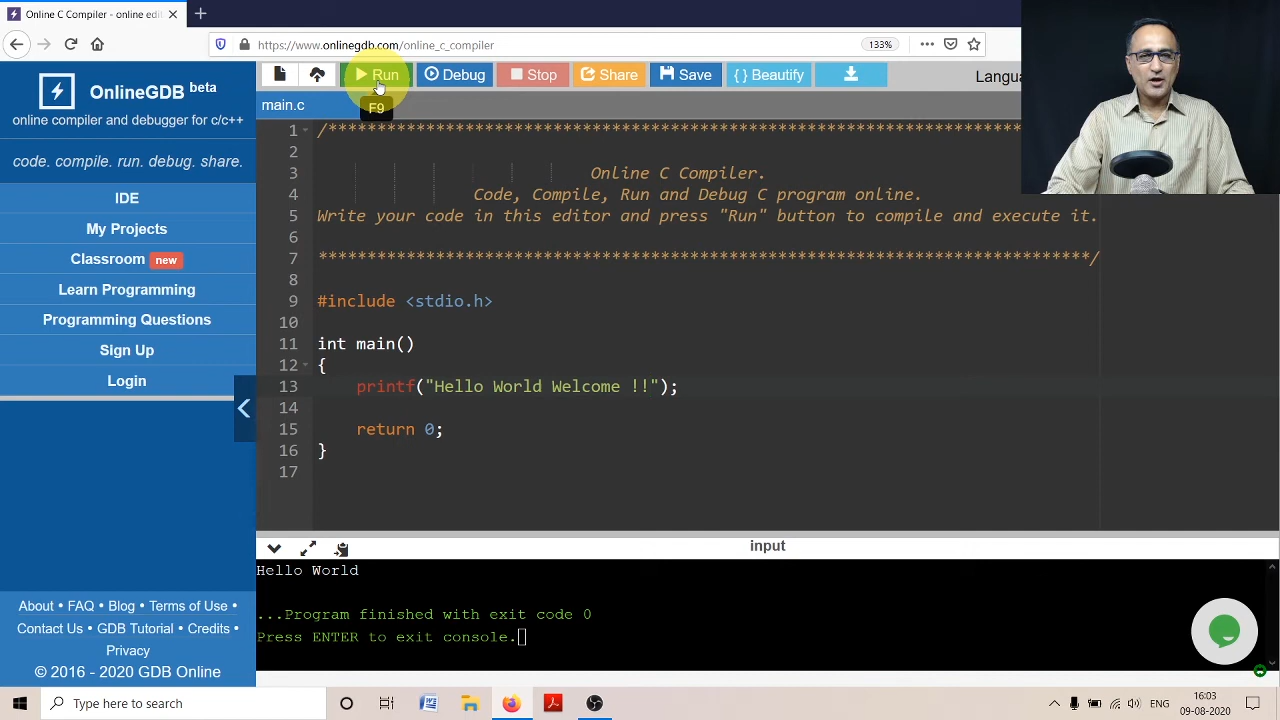 Online C Compiler - online edi
https://www.onlinegdb.com/online_c_compiler
133%
OnlineGDB beta
online compiler and debugger for c/c++
code. compile. run. debug. share.
IDE
My Projects
Classroom new
Learn Programming
Programming Questions
Sign Up
Login
About • FAQ • Blog • Terms of Use •
Contact Us • GDB Tutorial • Credits •
Privacy
© 2016 - 2020 GDB Online
Run Debug Stop Share Save { } Beautify
Langua
F9
main.c
1 /*******************************************************************************
2
3 Online C Compiler.
4 Code, Compile, Run and Debug C program online.
5 Write your code in this editor and press "Run" button to compile and execute it.
6
7 *******************************************************************************/
8
9 #include <stdio.h>
10
11 int main()
12 {
13 printf("Hello World Welcome !!");
14
15 return 0;
16 }
17
input
Hello World
...Program finished with exit code 0
Press ENTER to exit console.
Type here to search
ENG
16:03
09-08-2020